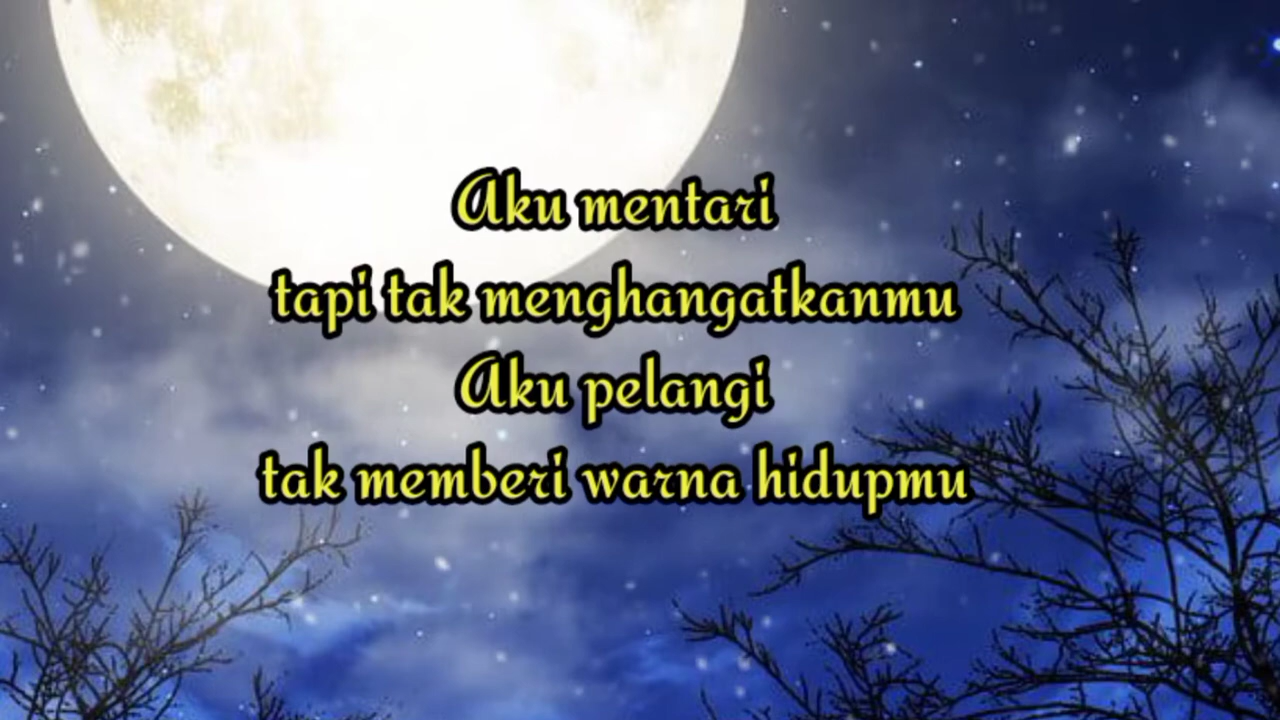 Aku mentari
tapi tak menghangatkanmu
Aku pelangi
tak memberi warna hidupmu